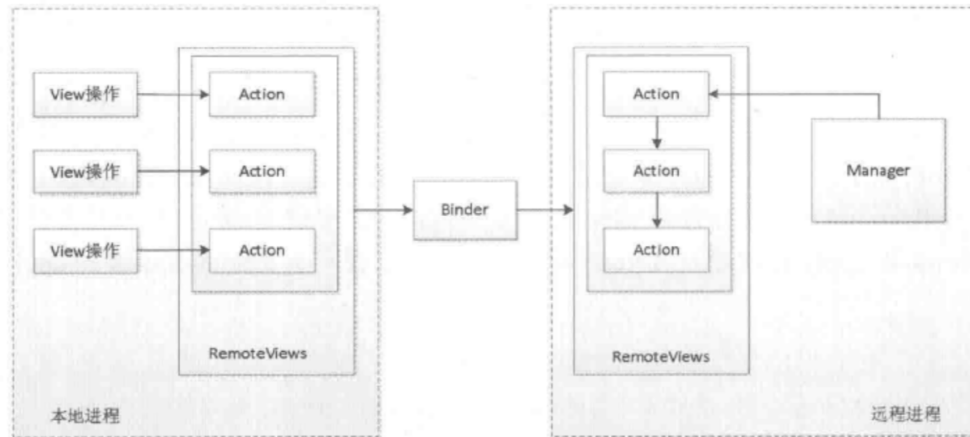 View操作
Action
View操作
Action
View操作
Action
RemoteViews
本地进程
Binder
Action
Action
Action
RemoteViews
Manager
远程进程